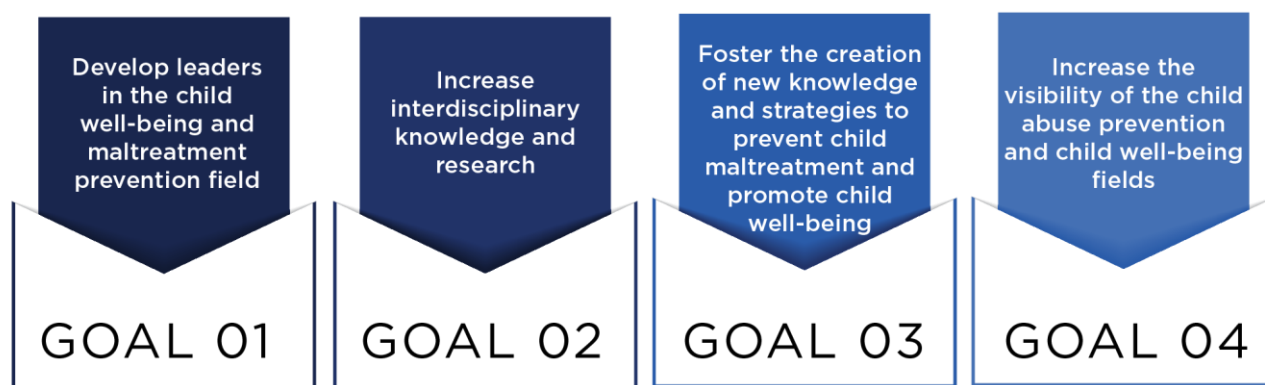 Develop leaders
in the child
well-being and
maltreatment
prevention field
GOAL 01
Increase
interdisciplinary
knowledge and
research
GOAL 02
Foster the creation
of new knowledge
and strategies to
prevent child
maltreatment and
promote child
well-being
GOAL 03
Increase the
visibility of the child
abuse prevention
and child well-being
fields
GOAL 04